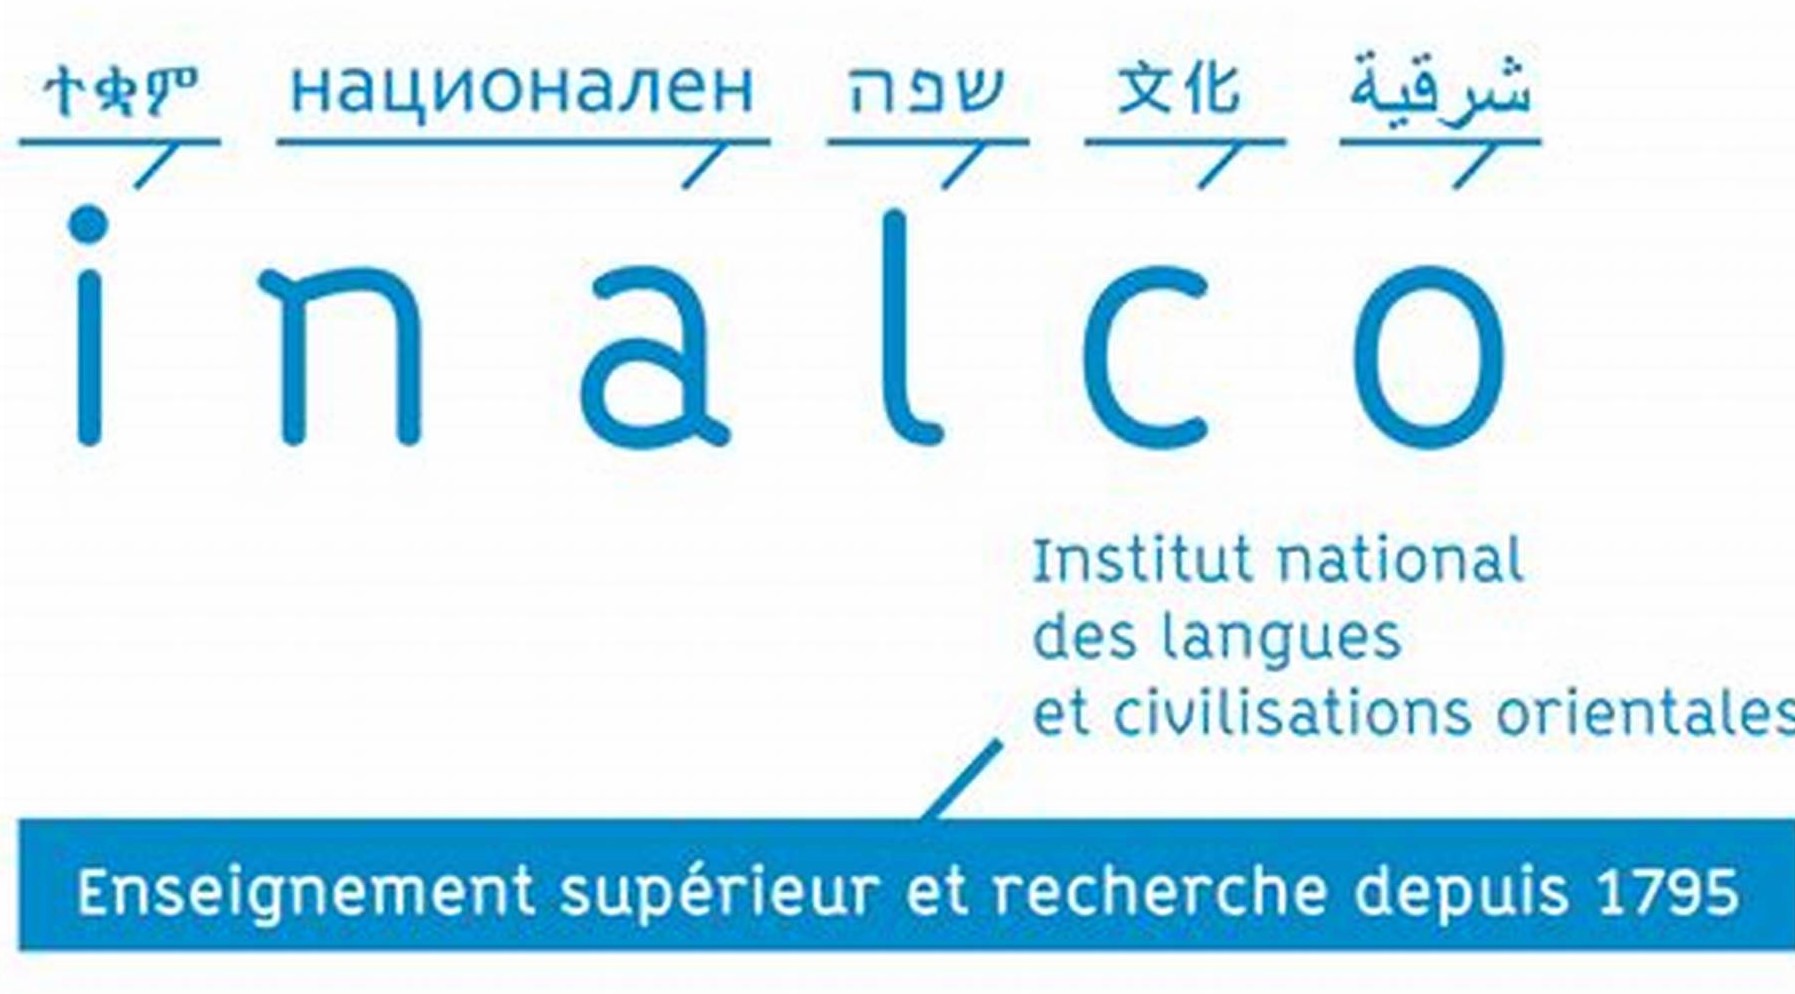 ተቋም национален שפה 文化 شرقية
inalco
Institut national
des langues
et civilisations orientales
Enseignement supérieur et recherche depuis 1795